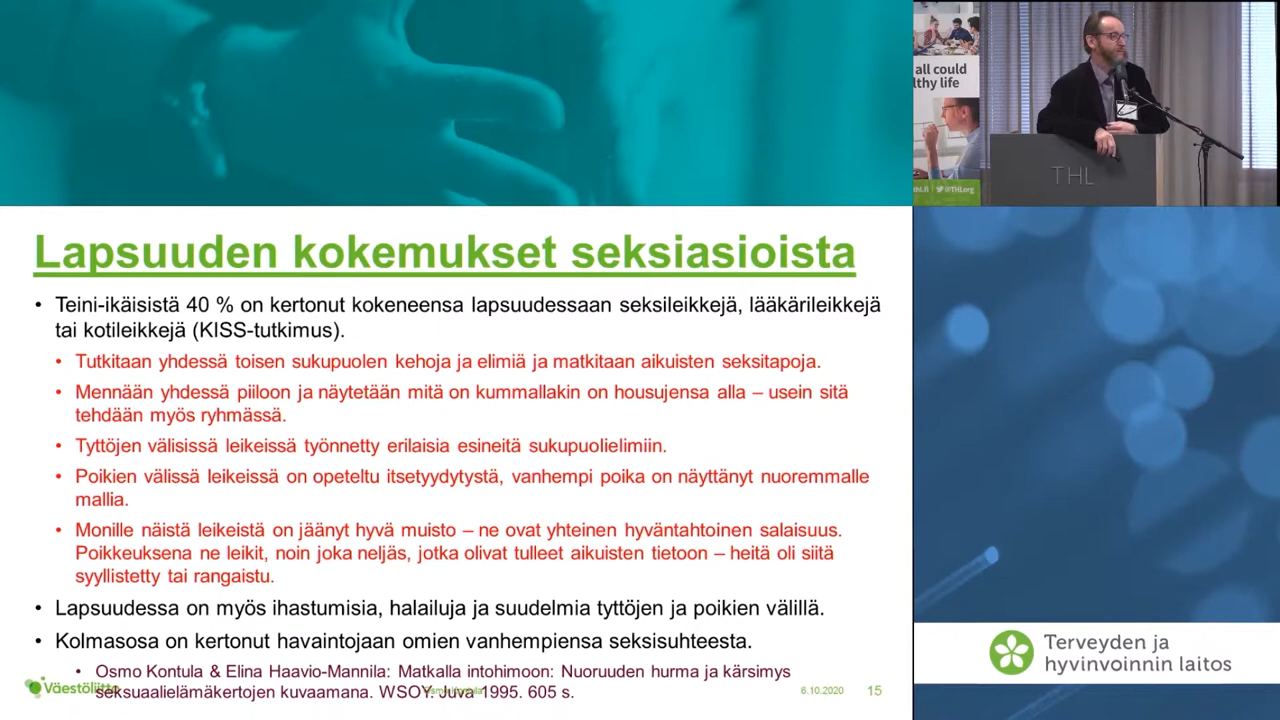 all could
lthy life
THL
thl.fi | @THLorg
Lapsuuden kokemukset seksiasioista
• Teini-ikäisistä 40 % on kertonut kokeneensa lapsuudessaan seksileikkejä, lääkärileikkejä
tai kotileikkejä (KISS-tutkimus).
• Tutkitaan yhdessä toisen sukupuolen kehoja ja elimiä ja matkitaan aikuisten seksitapoja.
• Mennään yhdessä piiloon ja näytetään mitä on kummallakin on housujensa alla – usein sitä
tehdään myös ryhmässä.
• Tyttöjen välisissä leikeissä työnnetty erilaisia esineitä sukupuolielimiin.
• Poikien välissä leikeissä on opeteltu itsetyydytystä, vanhempi poika on näyttänyt nuoremmalle
mallia.
• Monille näistä leikeistä on jäänyt hyvä muisto – ne ovat yhteinen hyväntahtoinen salaisuus.
Poikkeuksena ne leikit, noin joka neljäs, jotka olivat tulleet aikuisten tietoon – heitä oli siitä
syyllistetty tai rangaistu.
• Lapsuudessa on myös ihastumisia, halailuja ja suudelmia tyttöjen ja poikien välillä.
• Kolmasosa on kertonut havaintojaan omien vanhempiensa seksisuhteesta.
• Osmo Kontula & Elina Haavio-Mannila: Matkalla intohimoon: Nuoruuden hurma ja kärsimys
seksuaalielämäkertojen kuvaamana. WSOY. Juva 1995. 605 s.
Väestöliitto
6.10.2020
15
Terveyden ja
hyvinvoinnin laitos